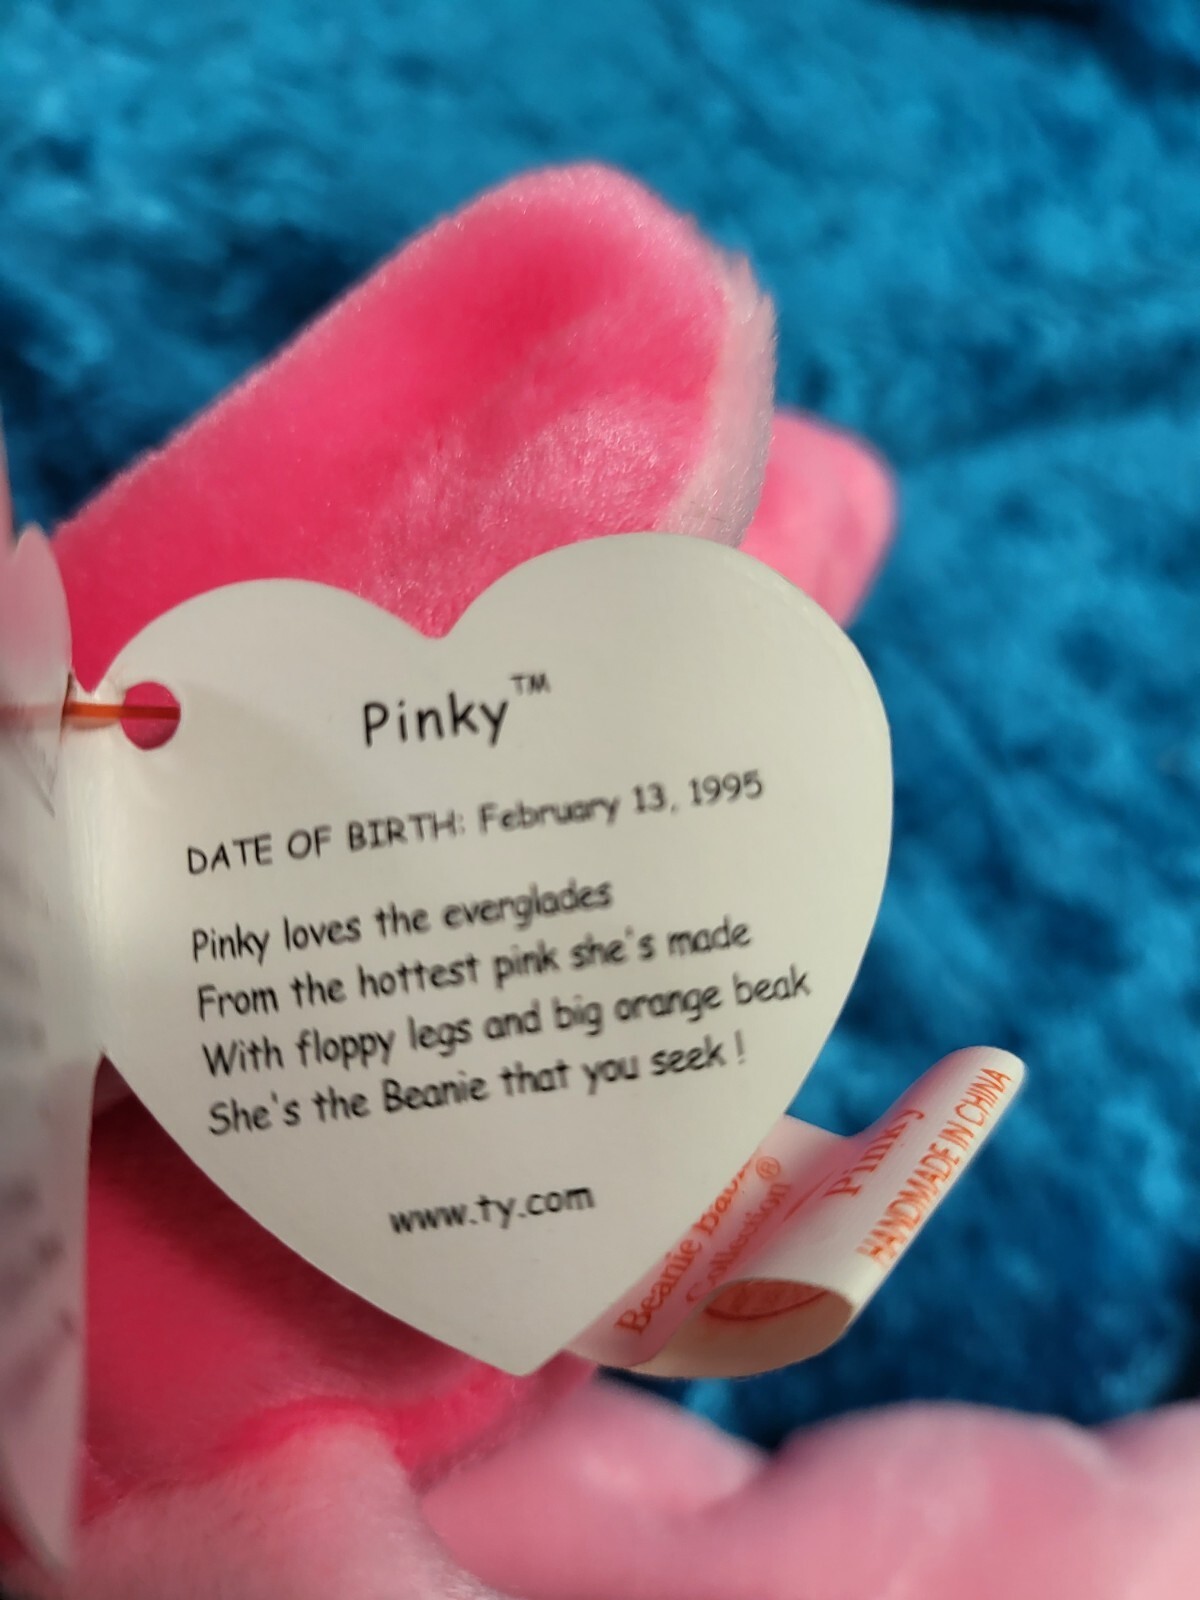 Pinky™
DATE OF BIRTH: February 13, 1995
Pinky loves the everglades
From the hottest pink she's made
With floppy legs and big orange beak
She's the Beanie that you seek !
www.ty.com
Beanie
Collection®
Pinky
HANDMADE IN CHINA